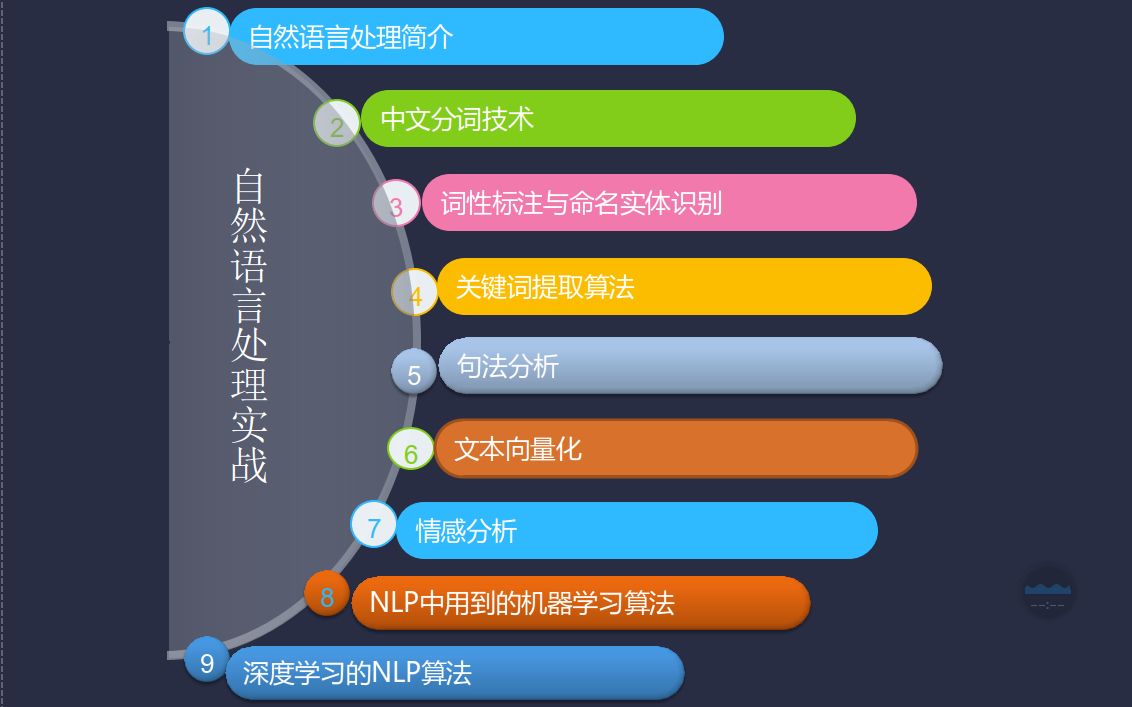 自然语言处理实战
1 自然语言处理简介
2 中文分词技术
3 词性标注与命名实体识别
4 关键词提取算法
5 句法分析
6 文本向量化
7 情感分析
8 NLP中用到的机器学习算法
9 深度学习的NLP算法
--:--